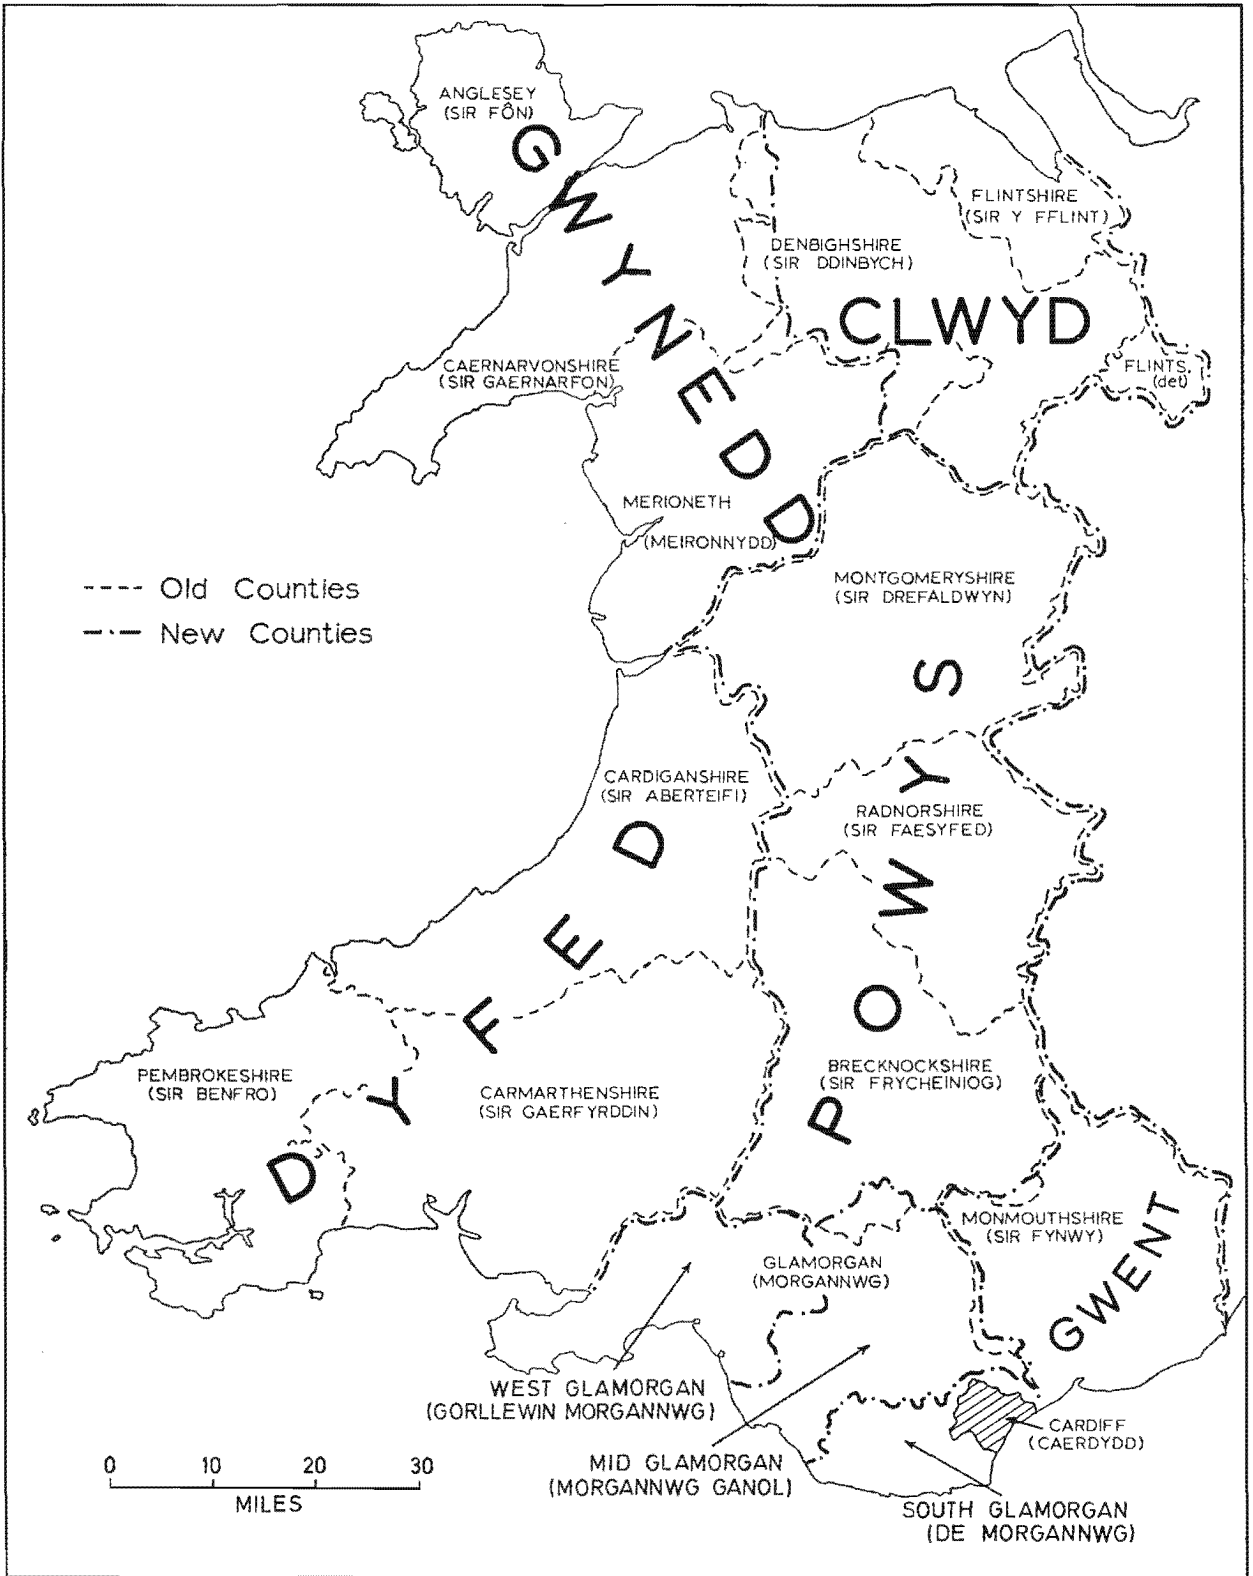 ANGLESEY
(SIR FÔN)
GWYNEDD
FLINTSHIRE
(SIR Y FFLINT)
DENBIGHSHIRE
(SIR DDINBYCH)
CLWYD
CAERNARVONSHIRE
(SIR GAERNARFON)
FLINTS.
(det)
MERIONETH
(MEIRONNYDD)
Old Counties
New Counties
MONTGOMERYSHIRE
(SIR DREFALDWYN)
POWYS
CARDIGANSHIRE
(SIR ABERTEIFI)
RADNORSHIRE
(SIR FAESYFED)
DYFED
PEMBROKESHIRE
(SIR BENFRO)
CARMARTHENSHIRE
(SIR GAERFYRDDIN)
BRECKNOCKSHIRE
(SIR FRYCHEINIOG)
MONMOUTHSHIRE
(SIR FYNWY)
GWENT
GLAMORGAN
(MORGANNWG)
WEST GLAMORGAN
(GORLLEWIN MORGANNWG)
CARDIFF
(CAERDYDD)
MID GLAMORGAN
(MORGANNWG GANOL)
SOUTH GLAMORGAN
(DE MORGANNWG)
0 10 20 30
MILES